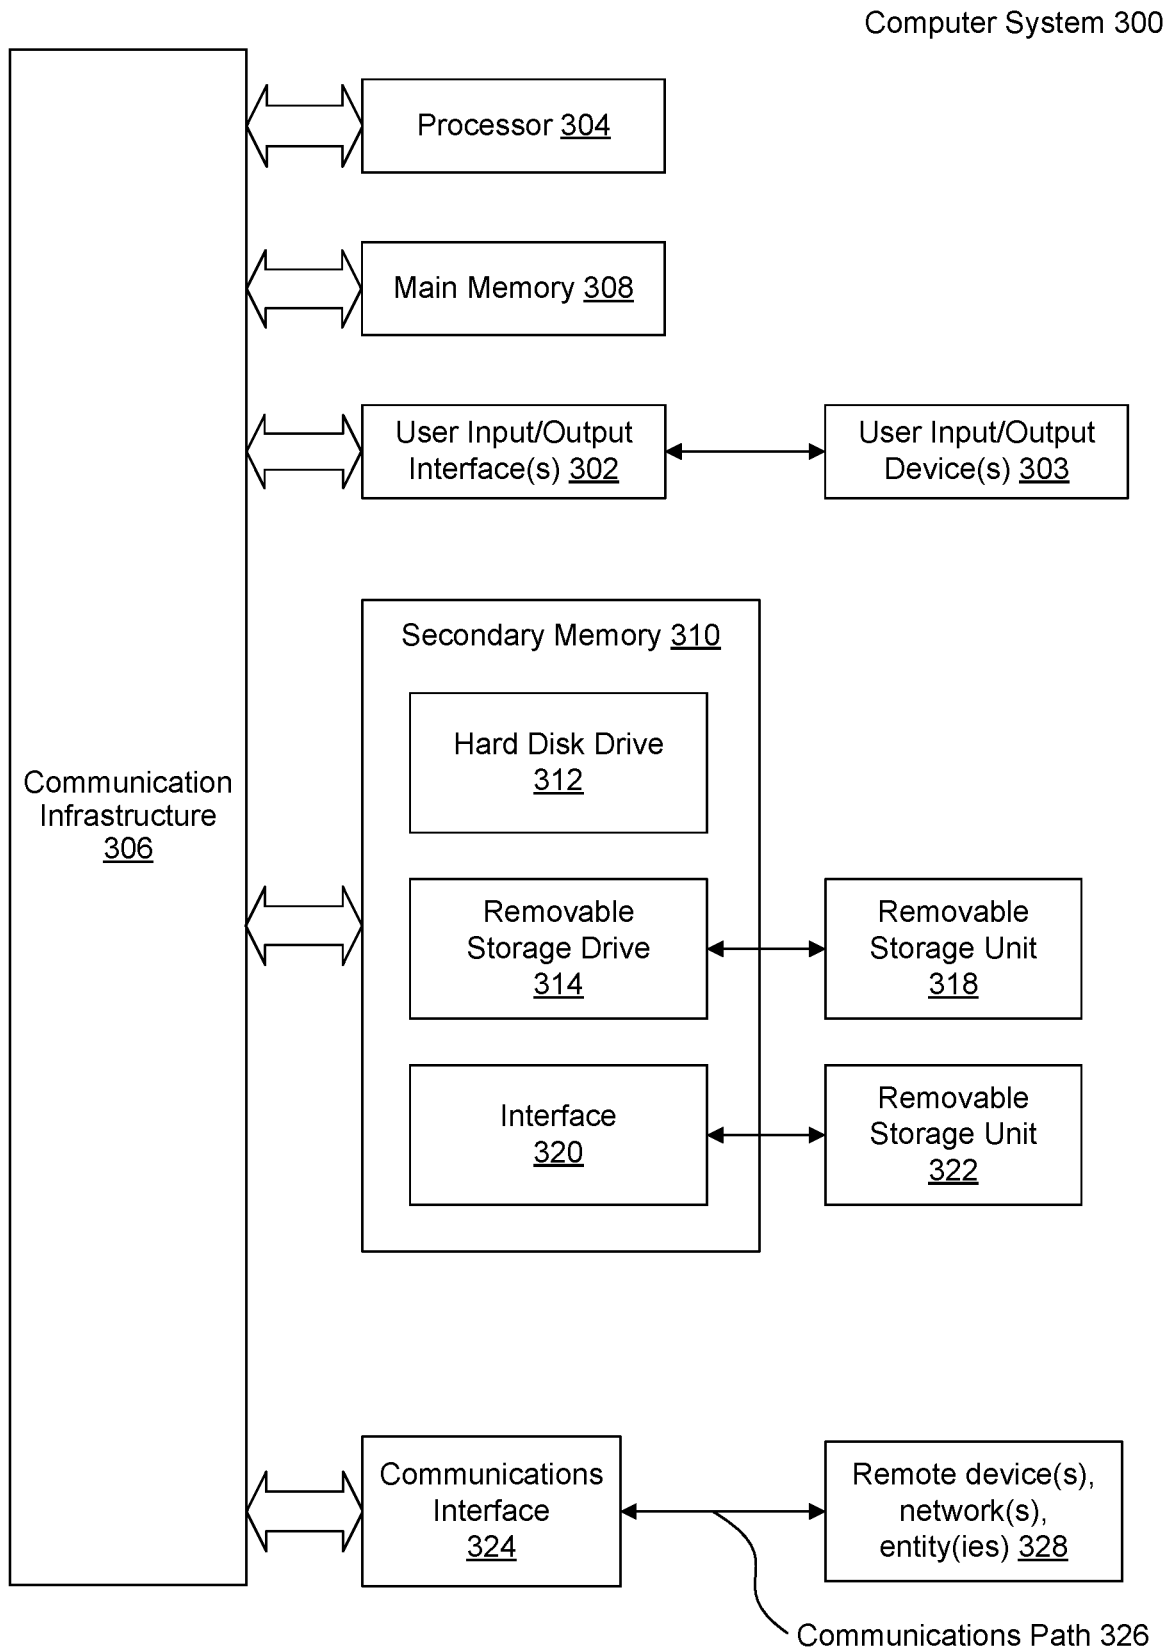 Computer System 300
Processor 304
Main Memory 308
User Input/Output
Interface(s) 302
User Input/Output
Device(s) 303
Secondary Memory 310
Hard Disk Drive
312
Communication
Infrastructure
306
Removable
Storage Drive
314
Removable
Storage Unit
318
Interface
320
Removable
Storage Unit
322
Communications
Interface
324
Remote device(s),
network(s),
entity(ies) 328
Communications Path 326